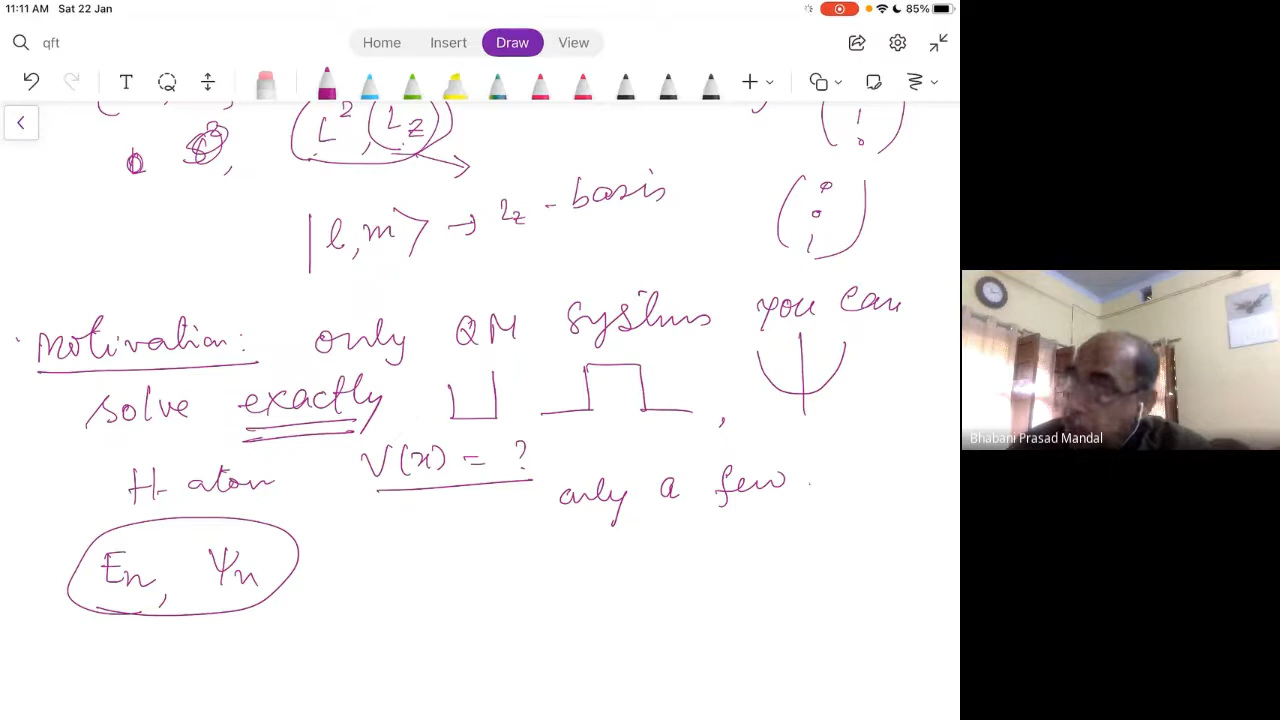 11:11 AM Sat 22 Jan
85%
qft
Home Insert Draw View
T
L², Lz
|l, m⟩ → Lz - basis
Motivation: only QM systems you can
solve exactly
H-atom V(x) = ? only a few.
En, Ψn
Bhabani Prasad Mandal